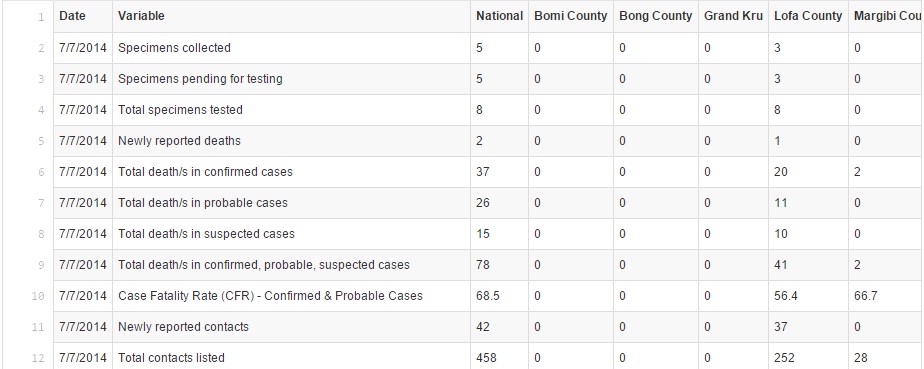 1 Date Variable National Bomi County Bong County Grand Kru Lofa County Margibi Cou
2 7/7/2014 Specimens collected 5 0 0 0 3 0
3 7/7/2014 Specimens pending for testing 5 0 0 0 3 0
4 7/7/2014 Total specimens tested 8 0 0 0 8 0
5 7/7/2014 Newly reported deaths 2 0 0 0 1 0
6 7/7/2014 Total death/s in confirmed cases 37 0 0 0 20 2
7 7/7/2014 Total death/s in probable cases 26 0 0 0 11 0
8 7/7/2014 Total death/s in suspected cases 15 0 0 0 10 0
9 7/7/2014 Total death/s in confirmed, probable, suspected cases 78 0 0 0 41 2
10 7/7/2014 Case Fatality Rate (CFR) - Confirmed & Probable Cases 68.5 0 0 0 56.4 66.7
11 7/7/2014 Newly reported contacts 42 0 0 0 37 0
12 7/7/2014 Total contacts listed 458 0 0 0 252 28